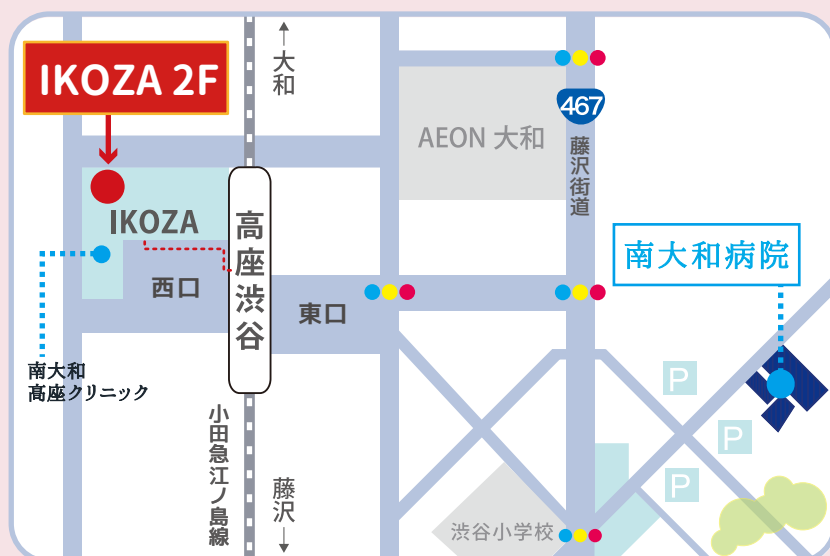 IKOZA 2F
←大和
AEON 大和
467
藤沢街道
IKOZA
高座渋谷
南大和病院
西口
東口
南大和
高座クリニック
P
P
P
小田急江ノ島線
藤沢→
渋谷小学校